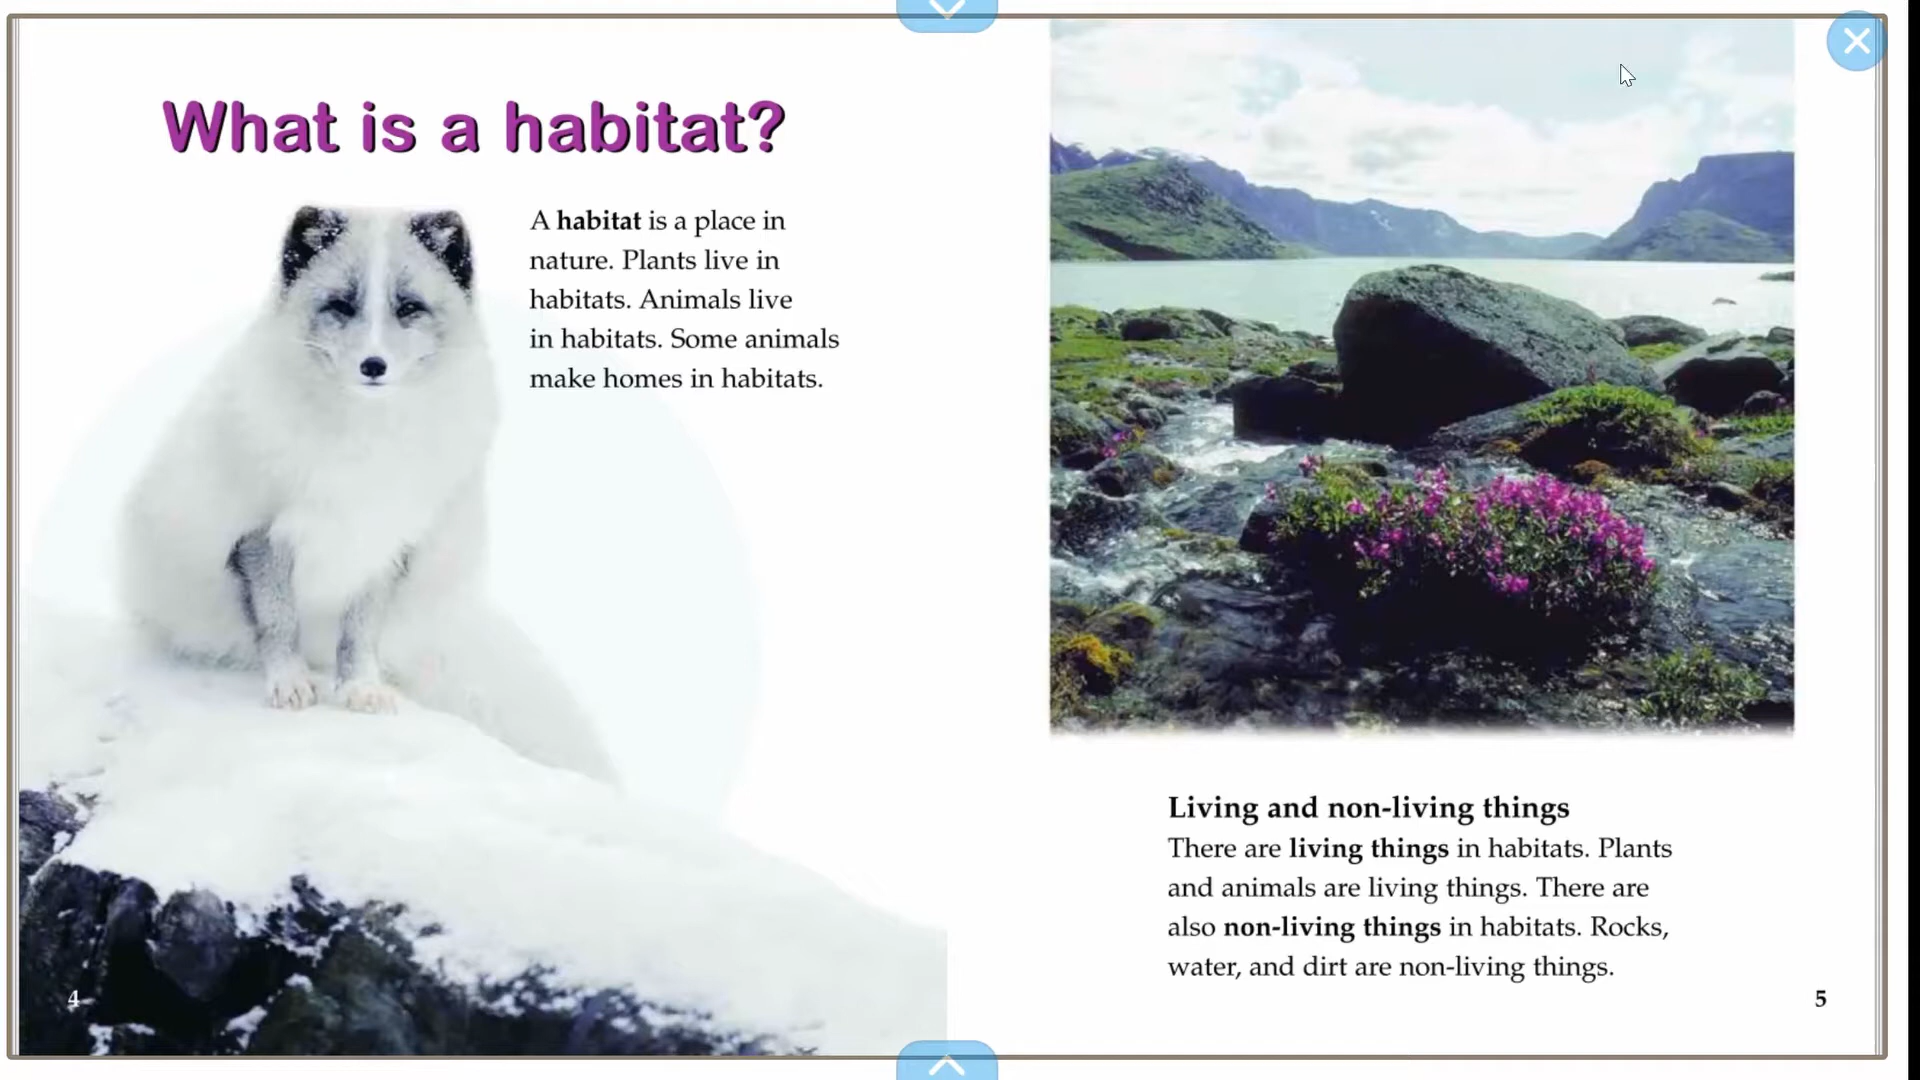 What is a habitat?
A habitat is a place in
nature. Plants live in
habitats. Animals live
in habitats. Some animals
make homes in habitats.
4
Living and non-living things
There are living things in habitats. Plants
and animals are living things. There are
also non-living things in habitats. Rocks,
water, and dirt are non-living things.
5